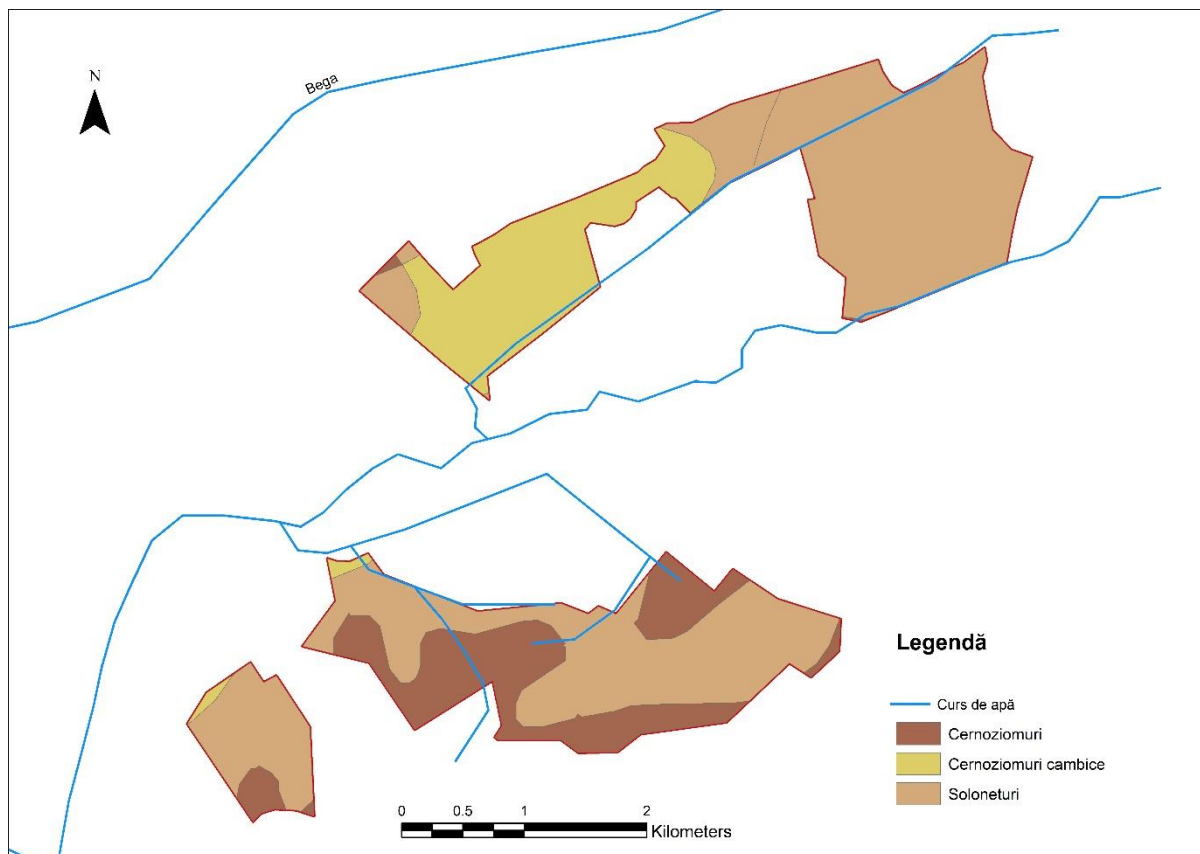 Bega
N
Legendă
Curs de apă
Cernoziomuri
Cernoziomuri cambice
Soloneturi
0 0.5 1 2
Kilometers